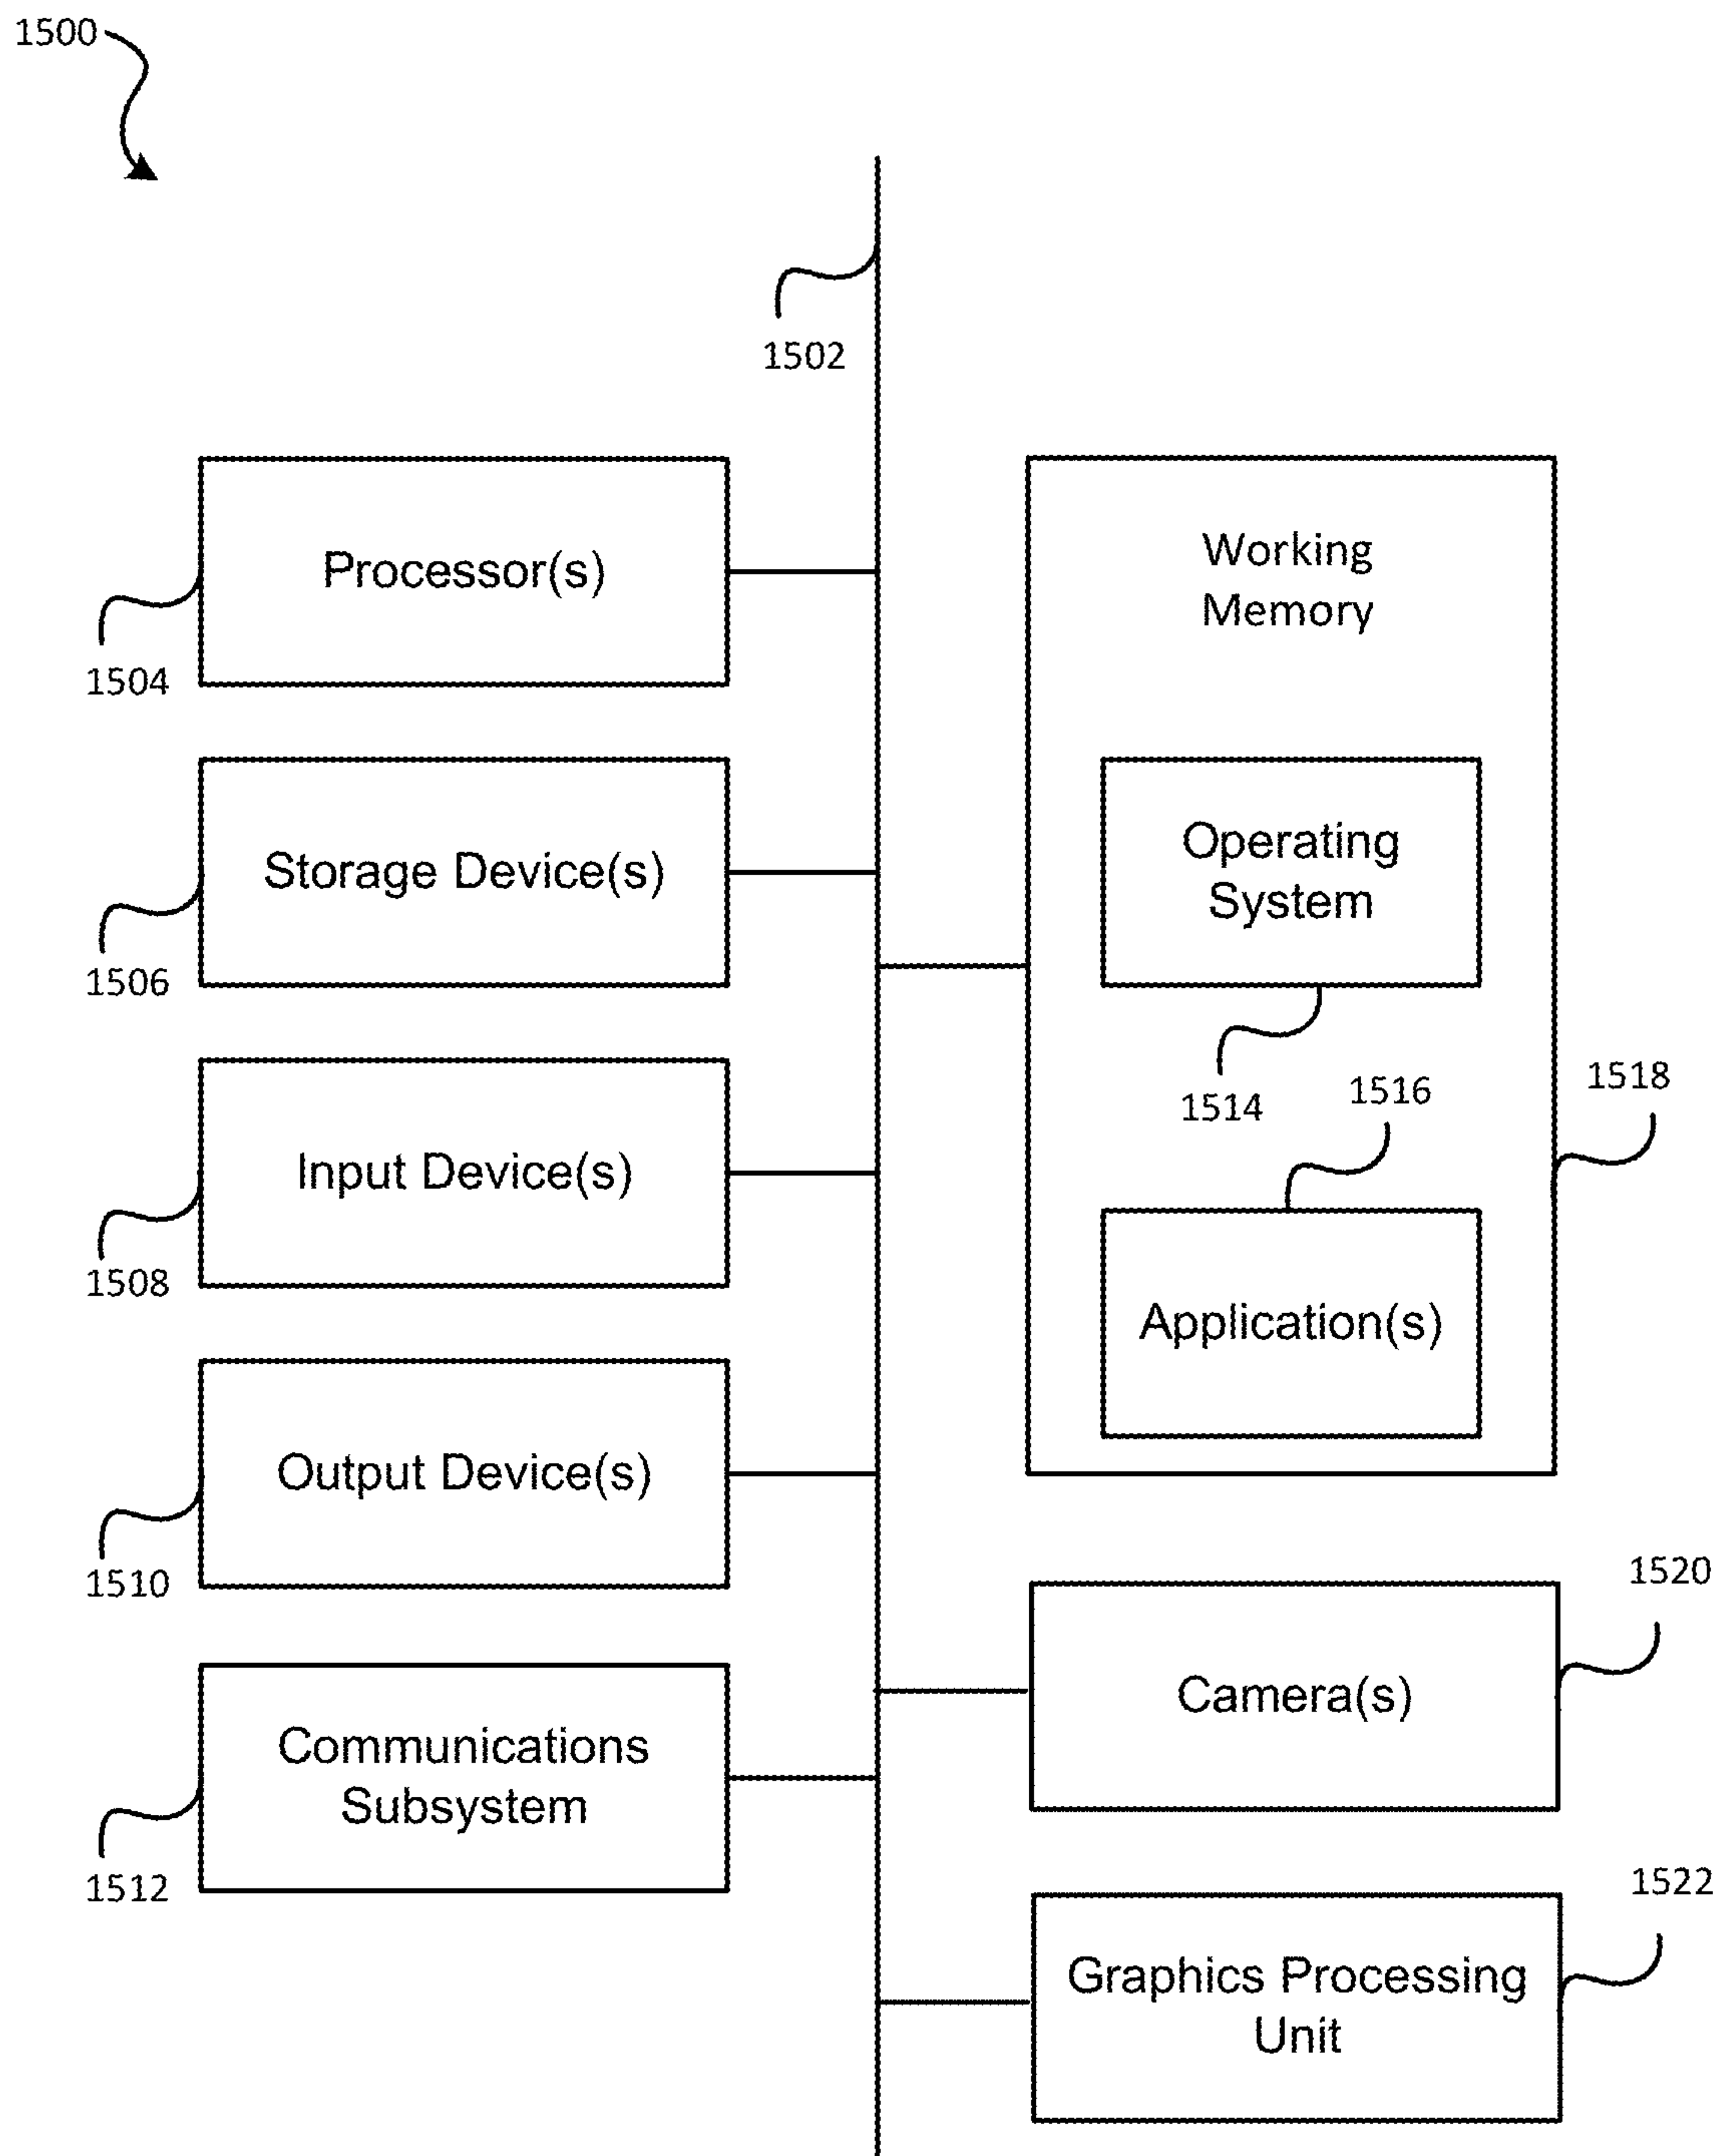 1500
1502
Processor(s)
1504
Storage Device(s)
1506
Input Device(s)
1508
Output Device(s)
1510
Communications
Subsystem
1512
Working
Memory
Operating
System
1514
1516
1518
Application(s)
1520
Camera(s)
1522
Graphics Processing
Unit